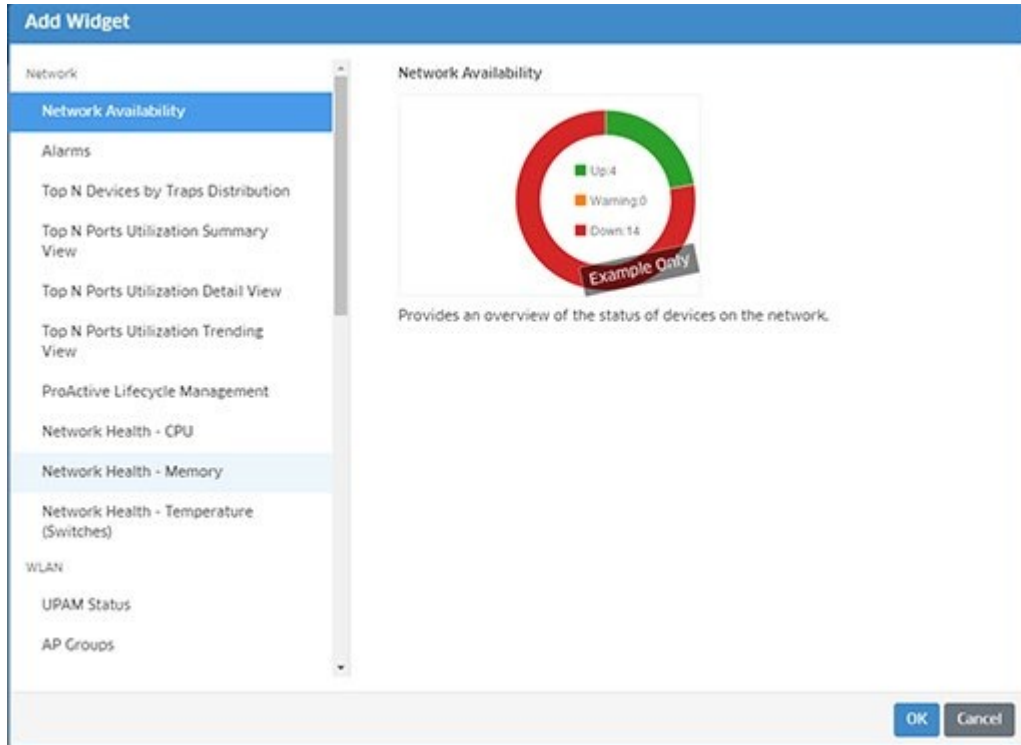 Add Widget
Network
Network Availability
Alarms
Top N Devices by Traps Distribution
Top N Ports Utilization Summary
View
Top N Ports Utilization Detail View
Top N Ports Utilization Trending
View
ProActive Lifecycle Management
Network Health - CPU
Network Health - Memory
Network Health - Temperature
(Switches)
WLAN
UPAM Status
AP Groups
Network Availability
Up:4
Warning:0
Down:14
Example Only
Provides an overview of the status of devices on the network.
OK
Cancel